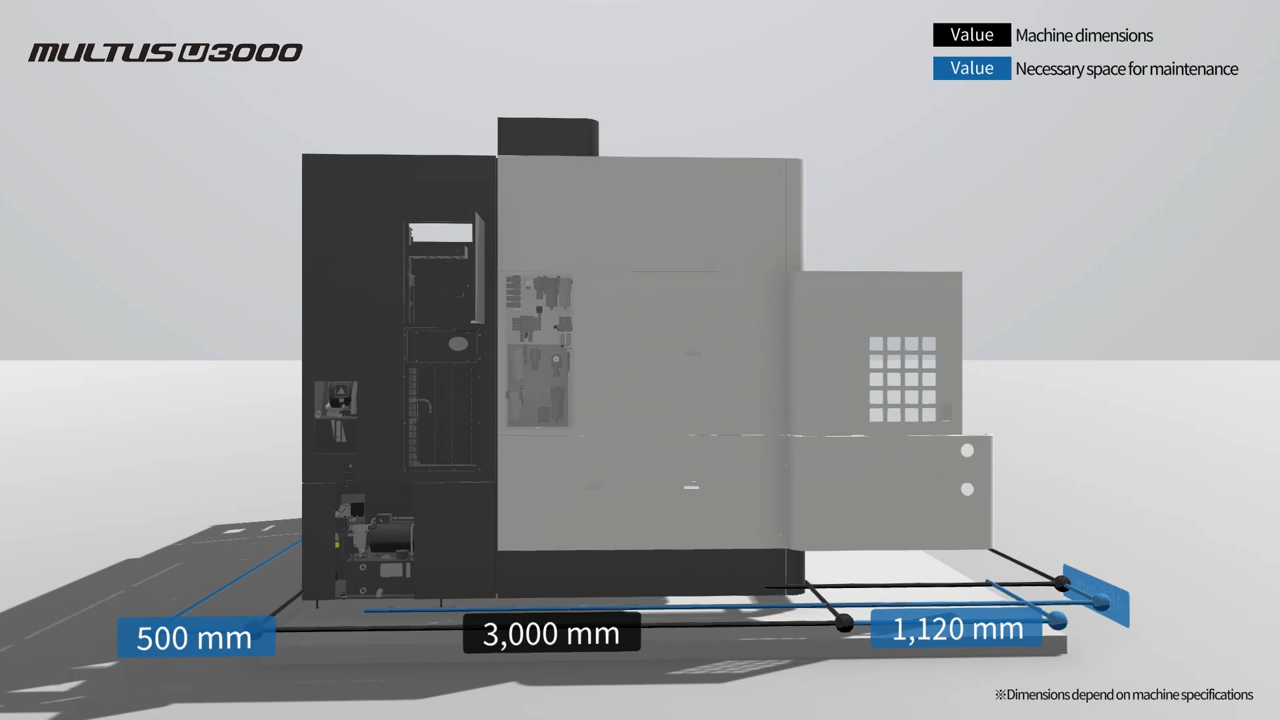 MULTUS U3000
Value Machine dimensions
Value Necessary space for maintenance
500 mm
3,000 mm
1,120 mm
※Dimensions depend on machine specifications